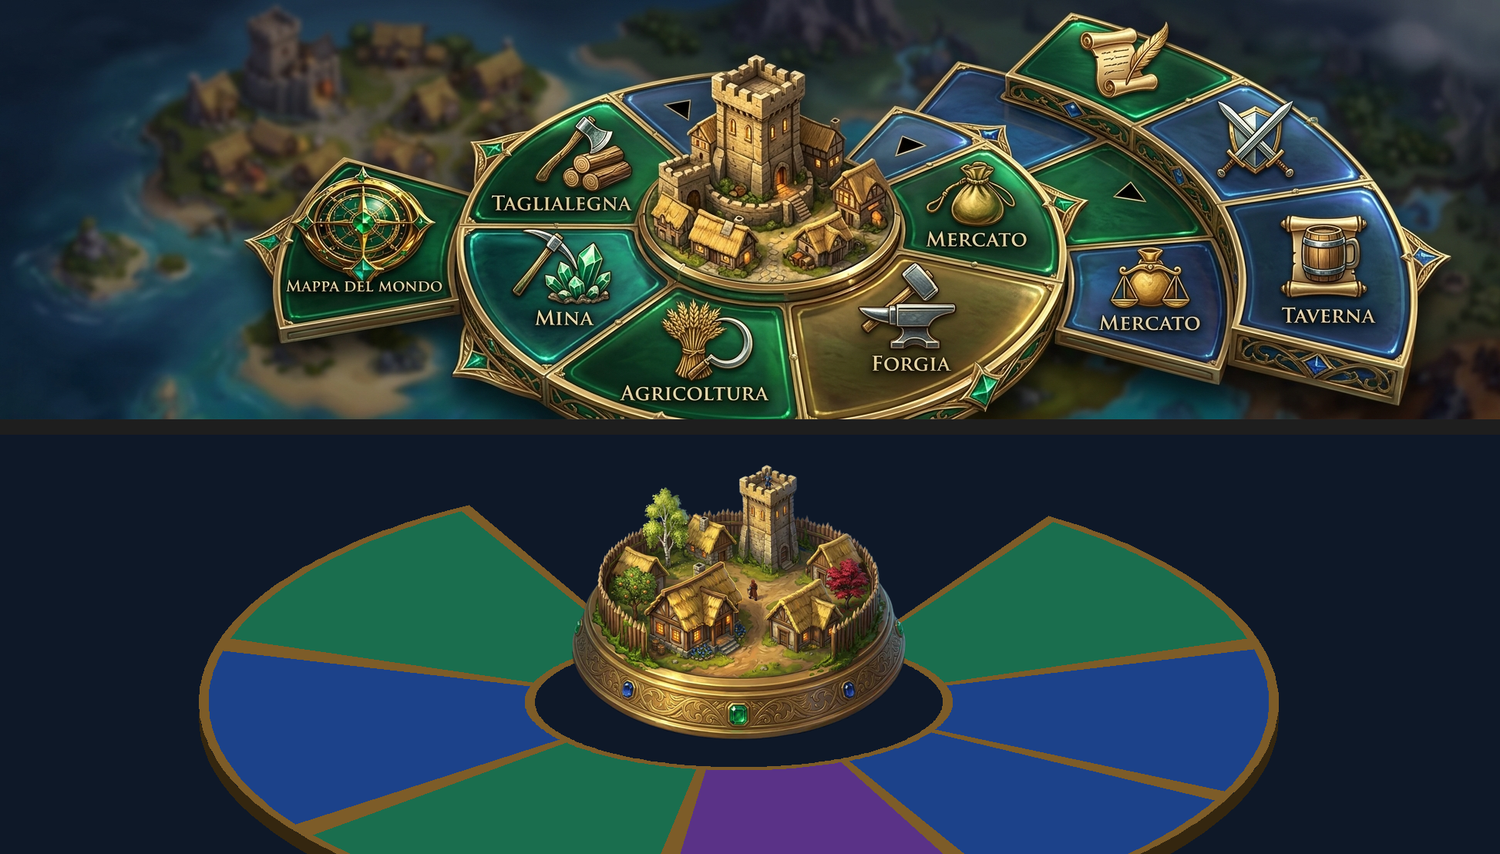 TAGLIALEGNA
MERCATO
MAPPA DEL MONDO
MINA
MERCATO
TAVERNA
FORGIA
AGRICOLTURA